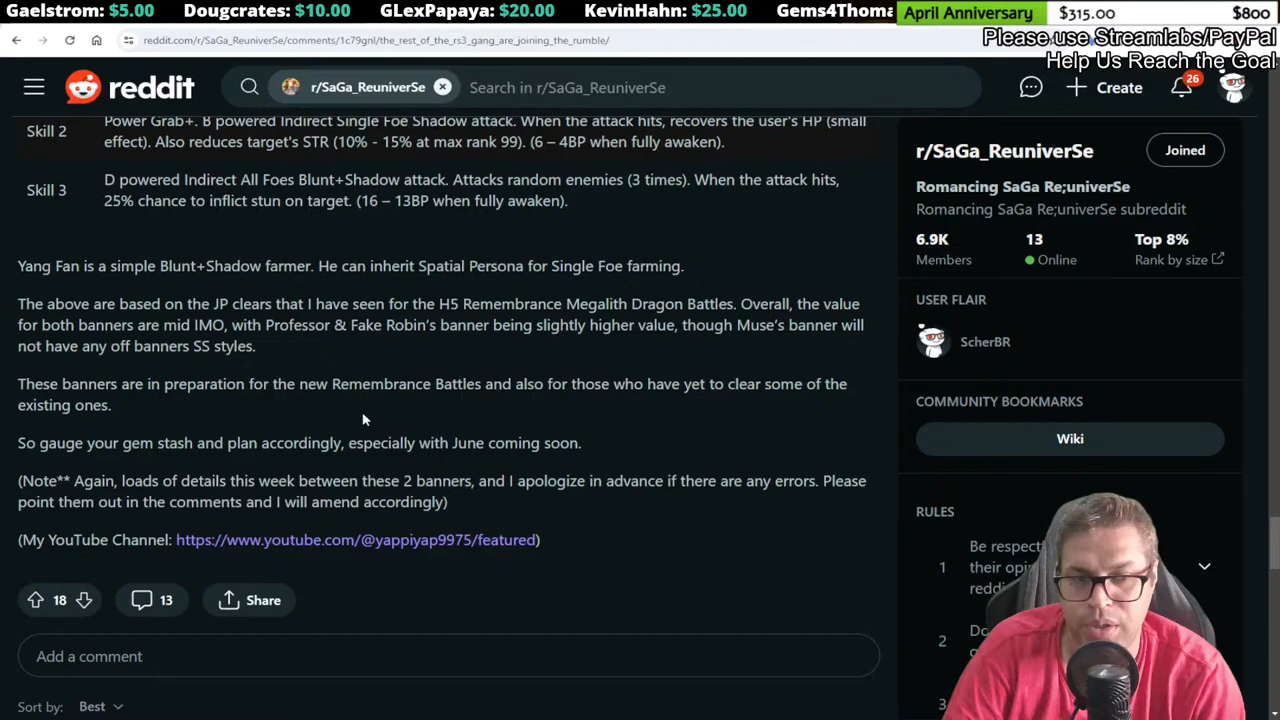 Gaelstrom: $5.00 Dougcrates: $10.00 GLexPapaya: $20.00 KevinHahn: $25.00 Gems4Thoma
April Anniversary $315.00 $800
Please use Streamlabs/PayPal
Help Us Reach the Goal
reddit.com/r/SaGa_ReuniverSe/comments/1c79gnl/the_rest_of_the_rs3_gang_are_joining_the_rumble/
reddit r/SaGa_ReuniverSe Search in r/SaGa_ReuniverSe Create 26
Skill 2 Power Grab+. B powered Indirect Single Foe Shadow attack. When the attack hits, recovers the user's HP (small
effect). Also reduces target's STR (10% - 15% at max rank 99). (6 – 4BP when fully awaken).
Skill 3 D powered Indirect All Foes Blunt+Shadow attack. Attacks random enemies (3 times). When the attack hits,
25% chance to inflict stun on target. (16 – 13BP when fully awaken).
Yang Fan is a simple Blunt+Shadow farmer. He can inherit Spatial Persona for Single Foe farming.
The above are based on the JP clears that I have seen for the H5 Remembrance Megalith Dragon Battles. Overall, the value
for both banners are mid IMO, with Professor & Fake Robin's banner being slightly higher value, though Muse's banner will
not have any off banners SS styles.
These banners are in preparation for the new Remembrance Battles and also for those who have yet to clear some of the
existing ones.
So gauge your gem stash and plan accordingly, especially with June coming soon.
(Note** Again, loads of details this week between these 2 banners, and I apologize in advance if there are any errors. Please
point them out in the comments and I will amend accordingly)
(My YouTube Channel: https://www.youtube.com/@yappiyap9975/featured)
18 13 Share
Add a comment
Sort by: Best
r/SaGa_ReuniverSe Joined
Romancing SaGa Re;univerSe
Romancing SaGa Re;univerSe subreddit
6.9K 13 Top 8%
Members Online Rank by size
USER FLAIR
ScherBR
COMMUNITY BOOKMARKS
Wiki
RULES
Be respect
1 their opi
redd
Do
2
3